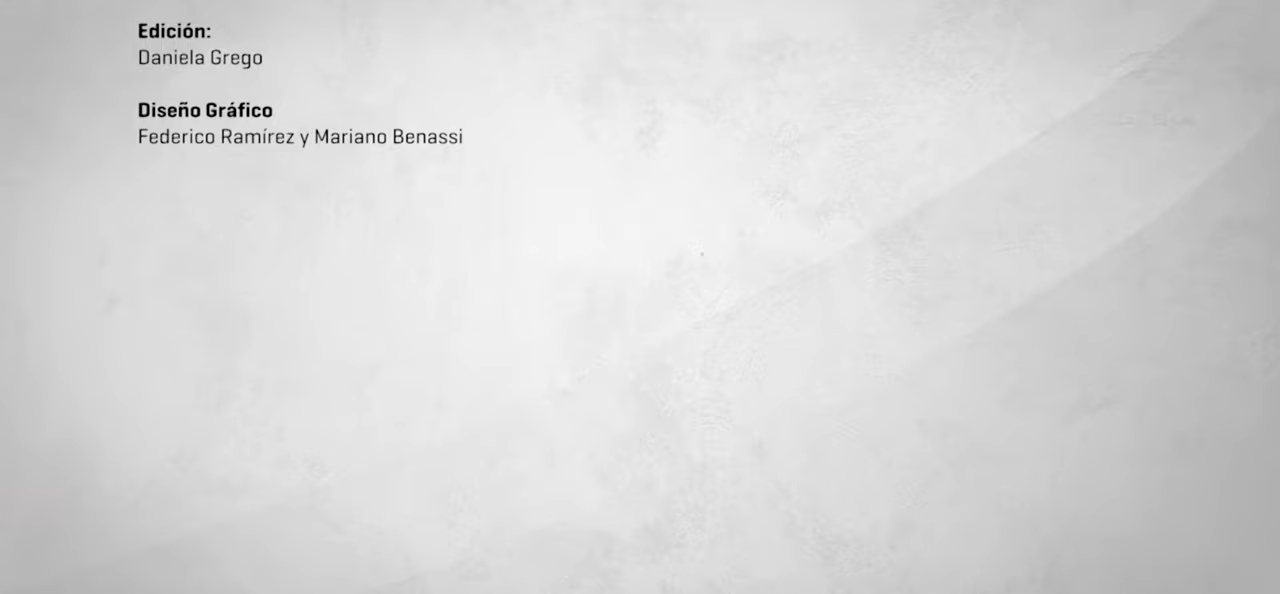 Edición:
Daniela Grego
Diseño Gráfico
Federico Ramírez y Mariano Benassi